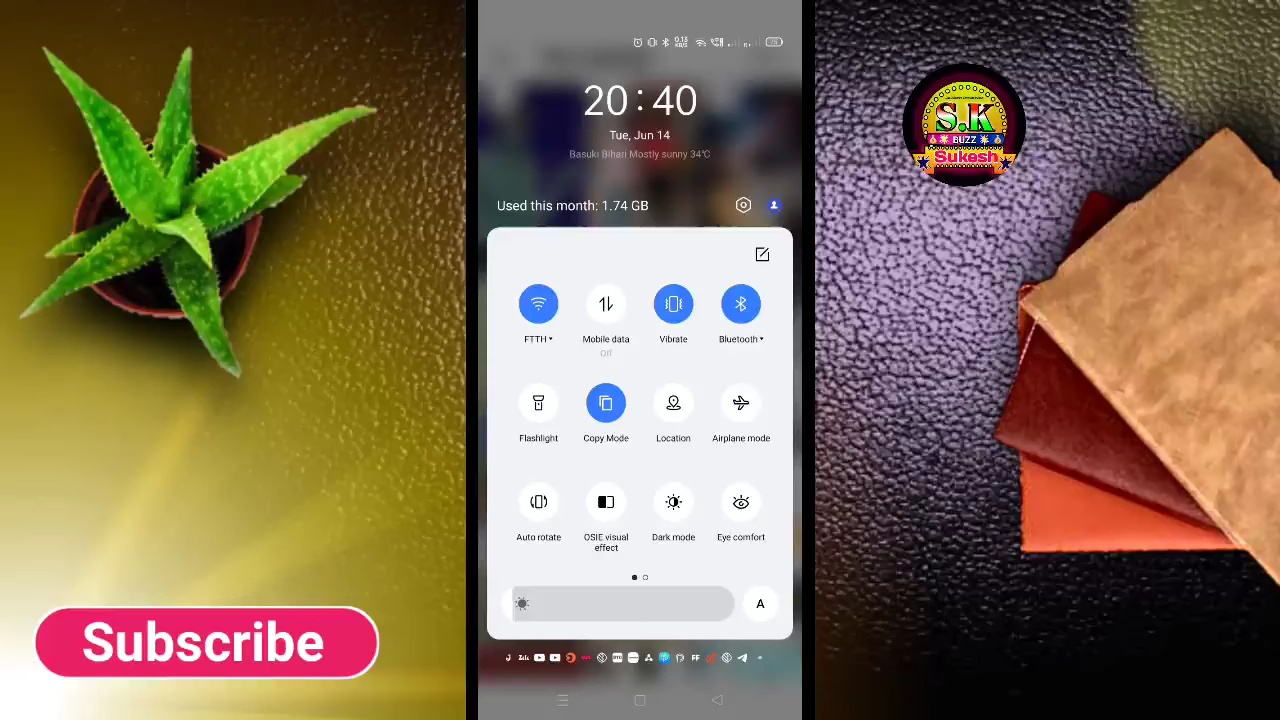 20:40
Tue, Jun 14
Basuki Bihari Mostly sunny 34°C
S.K
BUZZ
Sukesh
Used this month: 1.74 GB
FTTH
Mobile data
Off
Vibrate
Bluetooth
Flashlight
Copy Mode
Location
Airplane mode
Auto rotate
OSIE visual
effect
Dark mode
Eye comfort
A
Subscribe